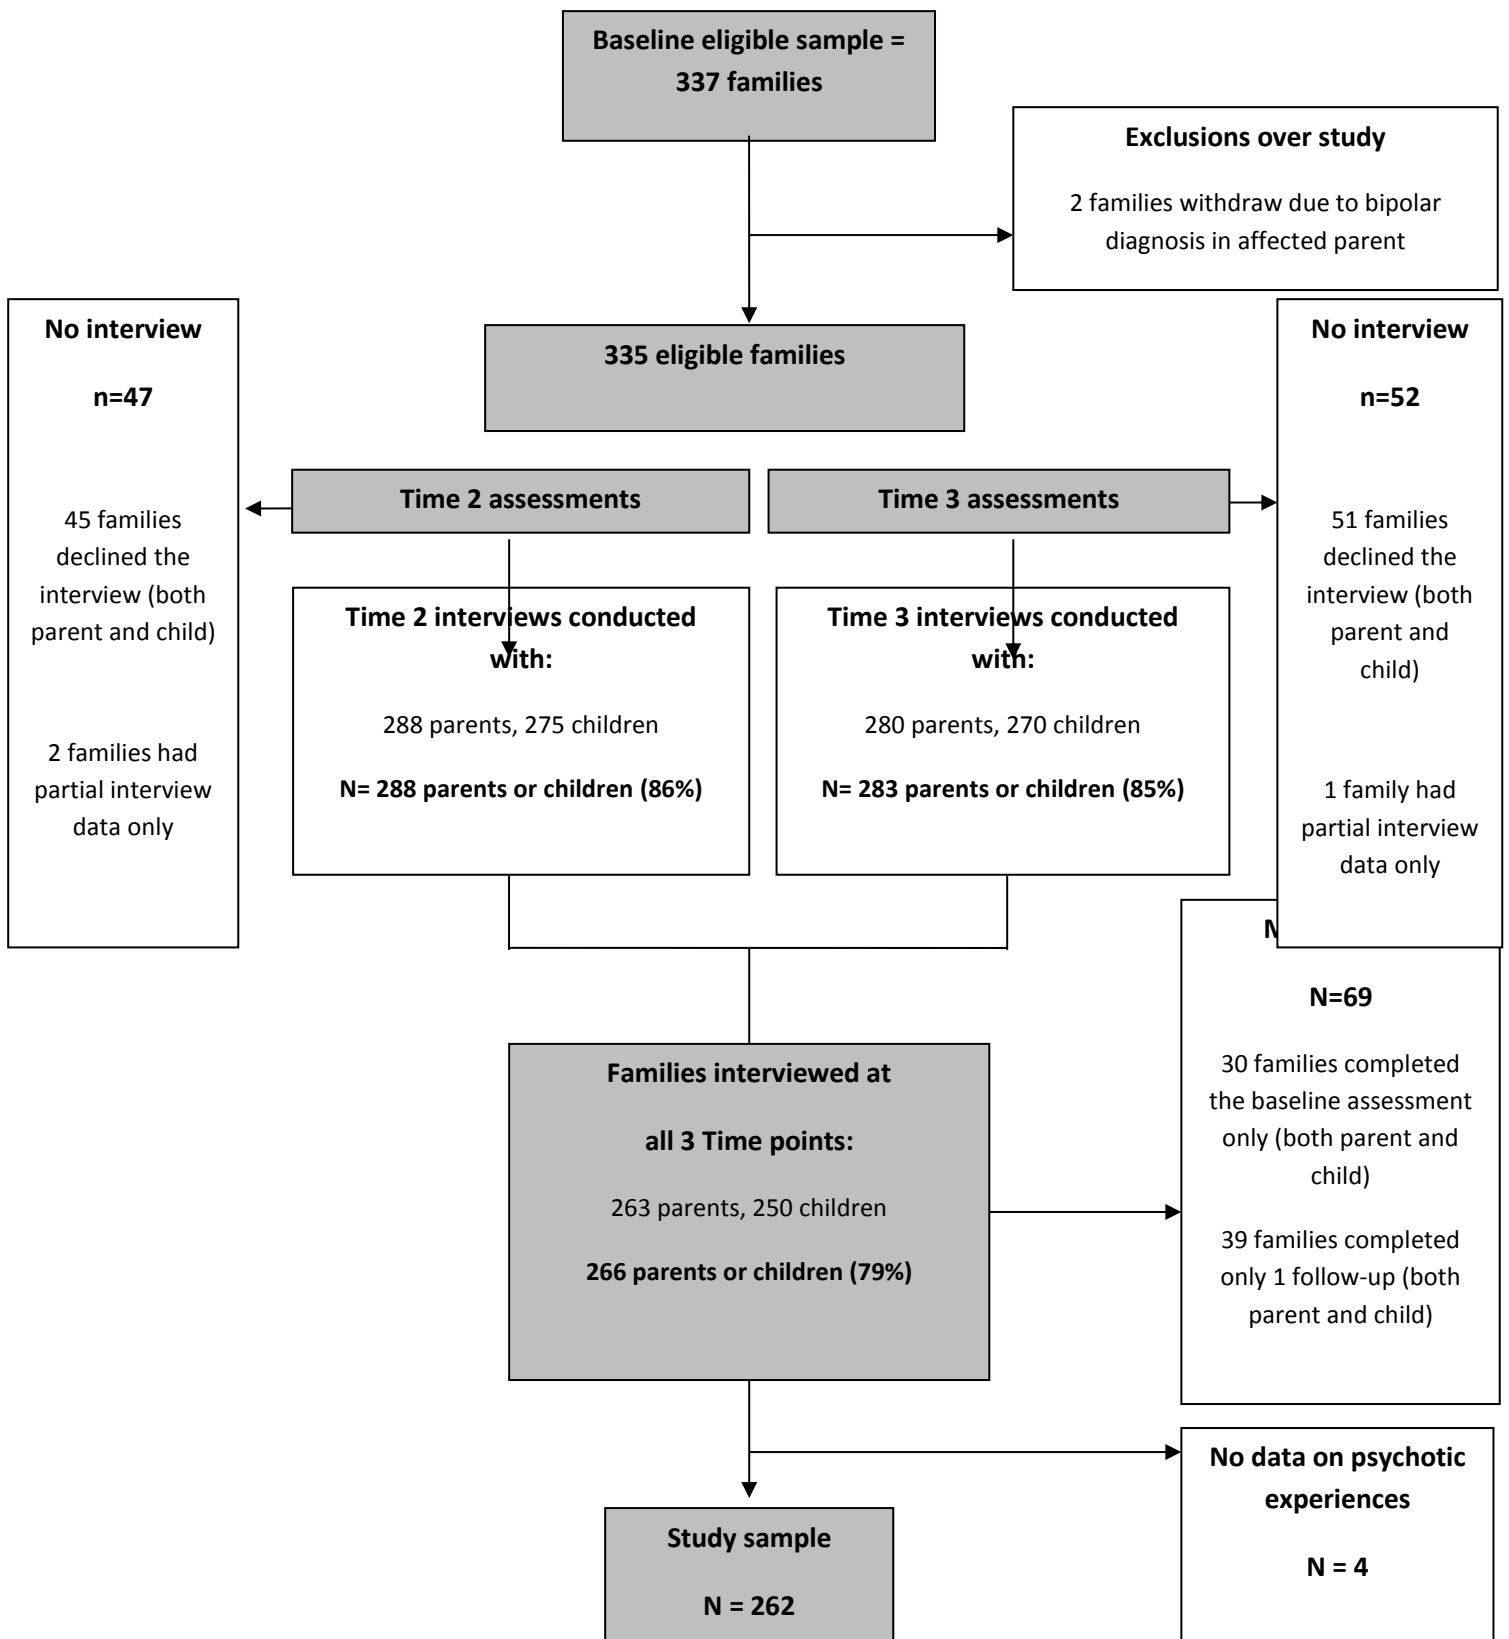 Baseline eligible sample =
337 families
Exclusions over study
2 families withdraw due to bipolar
diagnosis in affected parent
335 eligible families
No interview
n=47
45 families
declined the
interview (both
parent and child)
2 families had
partial interview
data only
Time 2 assessments
Time 3 assessments
No interview
n=52
51 families
declined the
interview (both
parent and
child)
1 family had
partial interview
data only
Time 2 interviews conducted
with:
288 parents, 275 children
N= 288 parents or children (86%)
Time 3 interviews conducted
with:
280 parents, 270 children
N= 283 parents or children (85%)
N=69
30 families completed
the baseline assessment
only (both parent and
child)
39 families completed
only 1 follow-up (both
parent and child)
Families interviewed at
all 3 Time points:
263 parents, 250 children
266 parents or children (79%)
No data on psychotic
experiences
N = 4
Study sample
N = 262